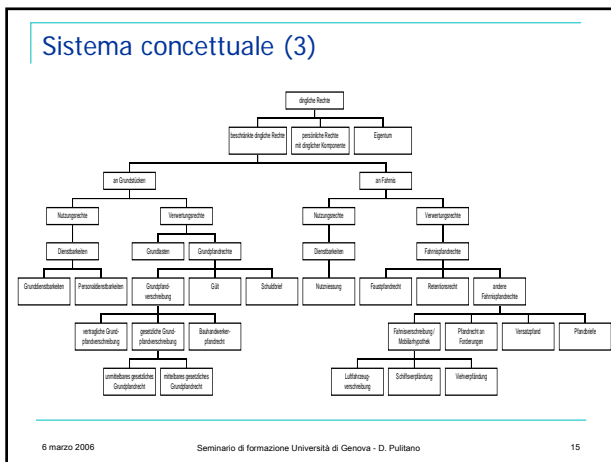 Sistema concettuale (3)
dingliche Rechte
beschränkte dingliche Rechte
persönliche Rechte
mit dinglicher Komponente
Eigentum
an Grundstücken
an Fahrnis
Nutzungsrechte
Verwertungsrechte
Nutzungsrechte
Verwertungsrechte
Dienstbarkeiten
Grundlasten
Grundpfandrechte
Dienstbarkeiten
Fahrnispfandrechte
Grunddienstbarkeiten
Personaldienstbarkeiten
Grundpfand-
verschreibung
Gült
Schuldbrief
Nutzniessung
Faustpfandrecht
Retentionsrecht
andere
Fahrnispfandrechte
vertragliche Grund-
pfandverschreibung
gesetzliche Grund-
pfandverschreibung
Bauhandwerker-
pfandrecht
Fahrnisverschreibung/
Mobiliarhypothek
Pfandrecht an
Forderungen
Versatzpfand
Pfandbriefe
unmittelbares gesetzliches
Grundpfandrecht
mittelbares gesetzliches
Grundpfandrecht
Luftfahrzeug-
verschreibung
Schiffsverpfändung
Viehverpfändung
6 marzo 2006
Seminario di formazione Università di Genova - D. Pulitano
15